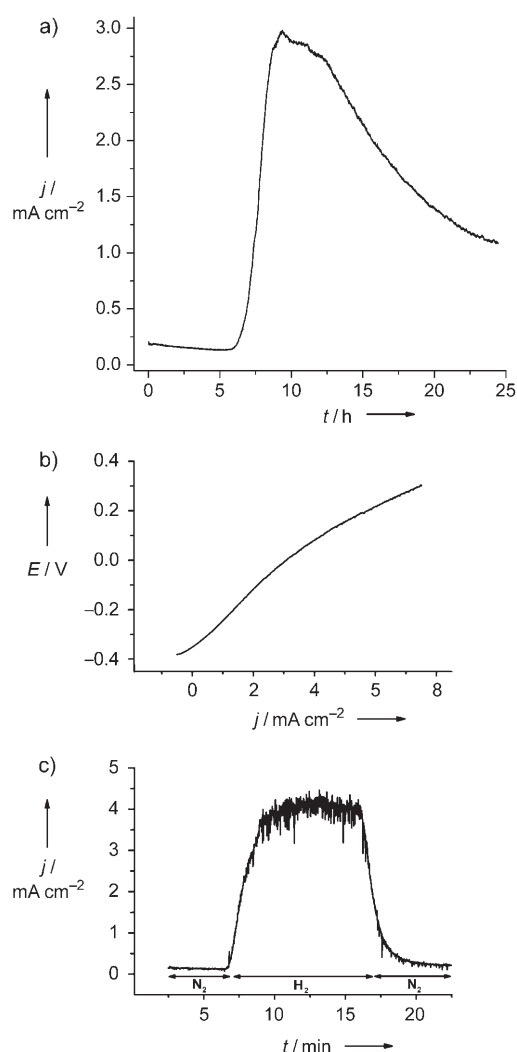 a)
3.0
2.5
2.0
1.5
1.0
0.5
0.0
j /
mA cm⁻²
0 5 10 15 20 25
t / h
b)
0.4
0.2
0.0
−0.2
−0.4
E / V
0 2 4 6 8
j / mA cm⁻²
c)
5
4
3
2
1
0
j /
mA cm⁻²
N₂ H₂ N₂
5 10 15 20
t / min